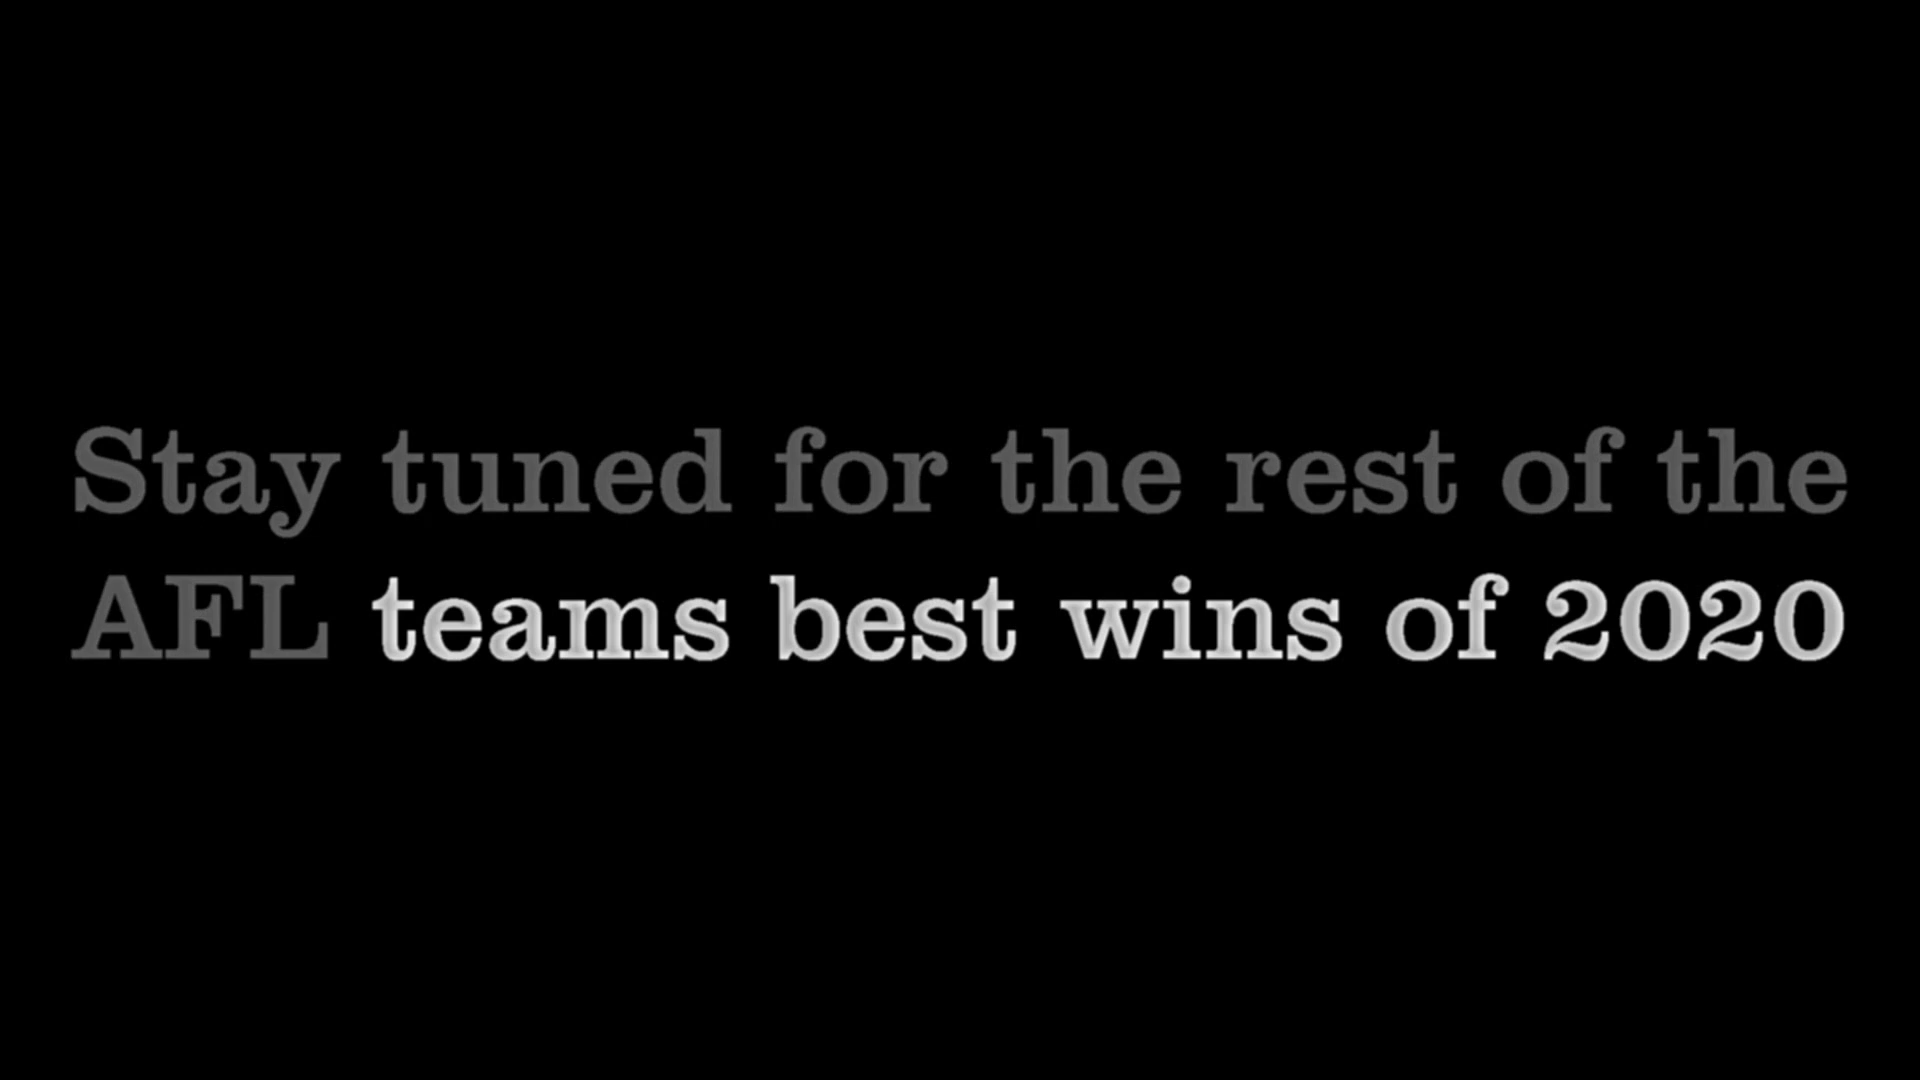 Stay tuned for the rest of the
AFL teams best wins of 2020